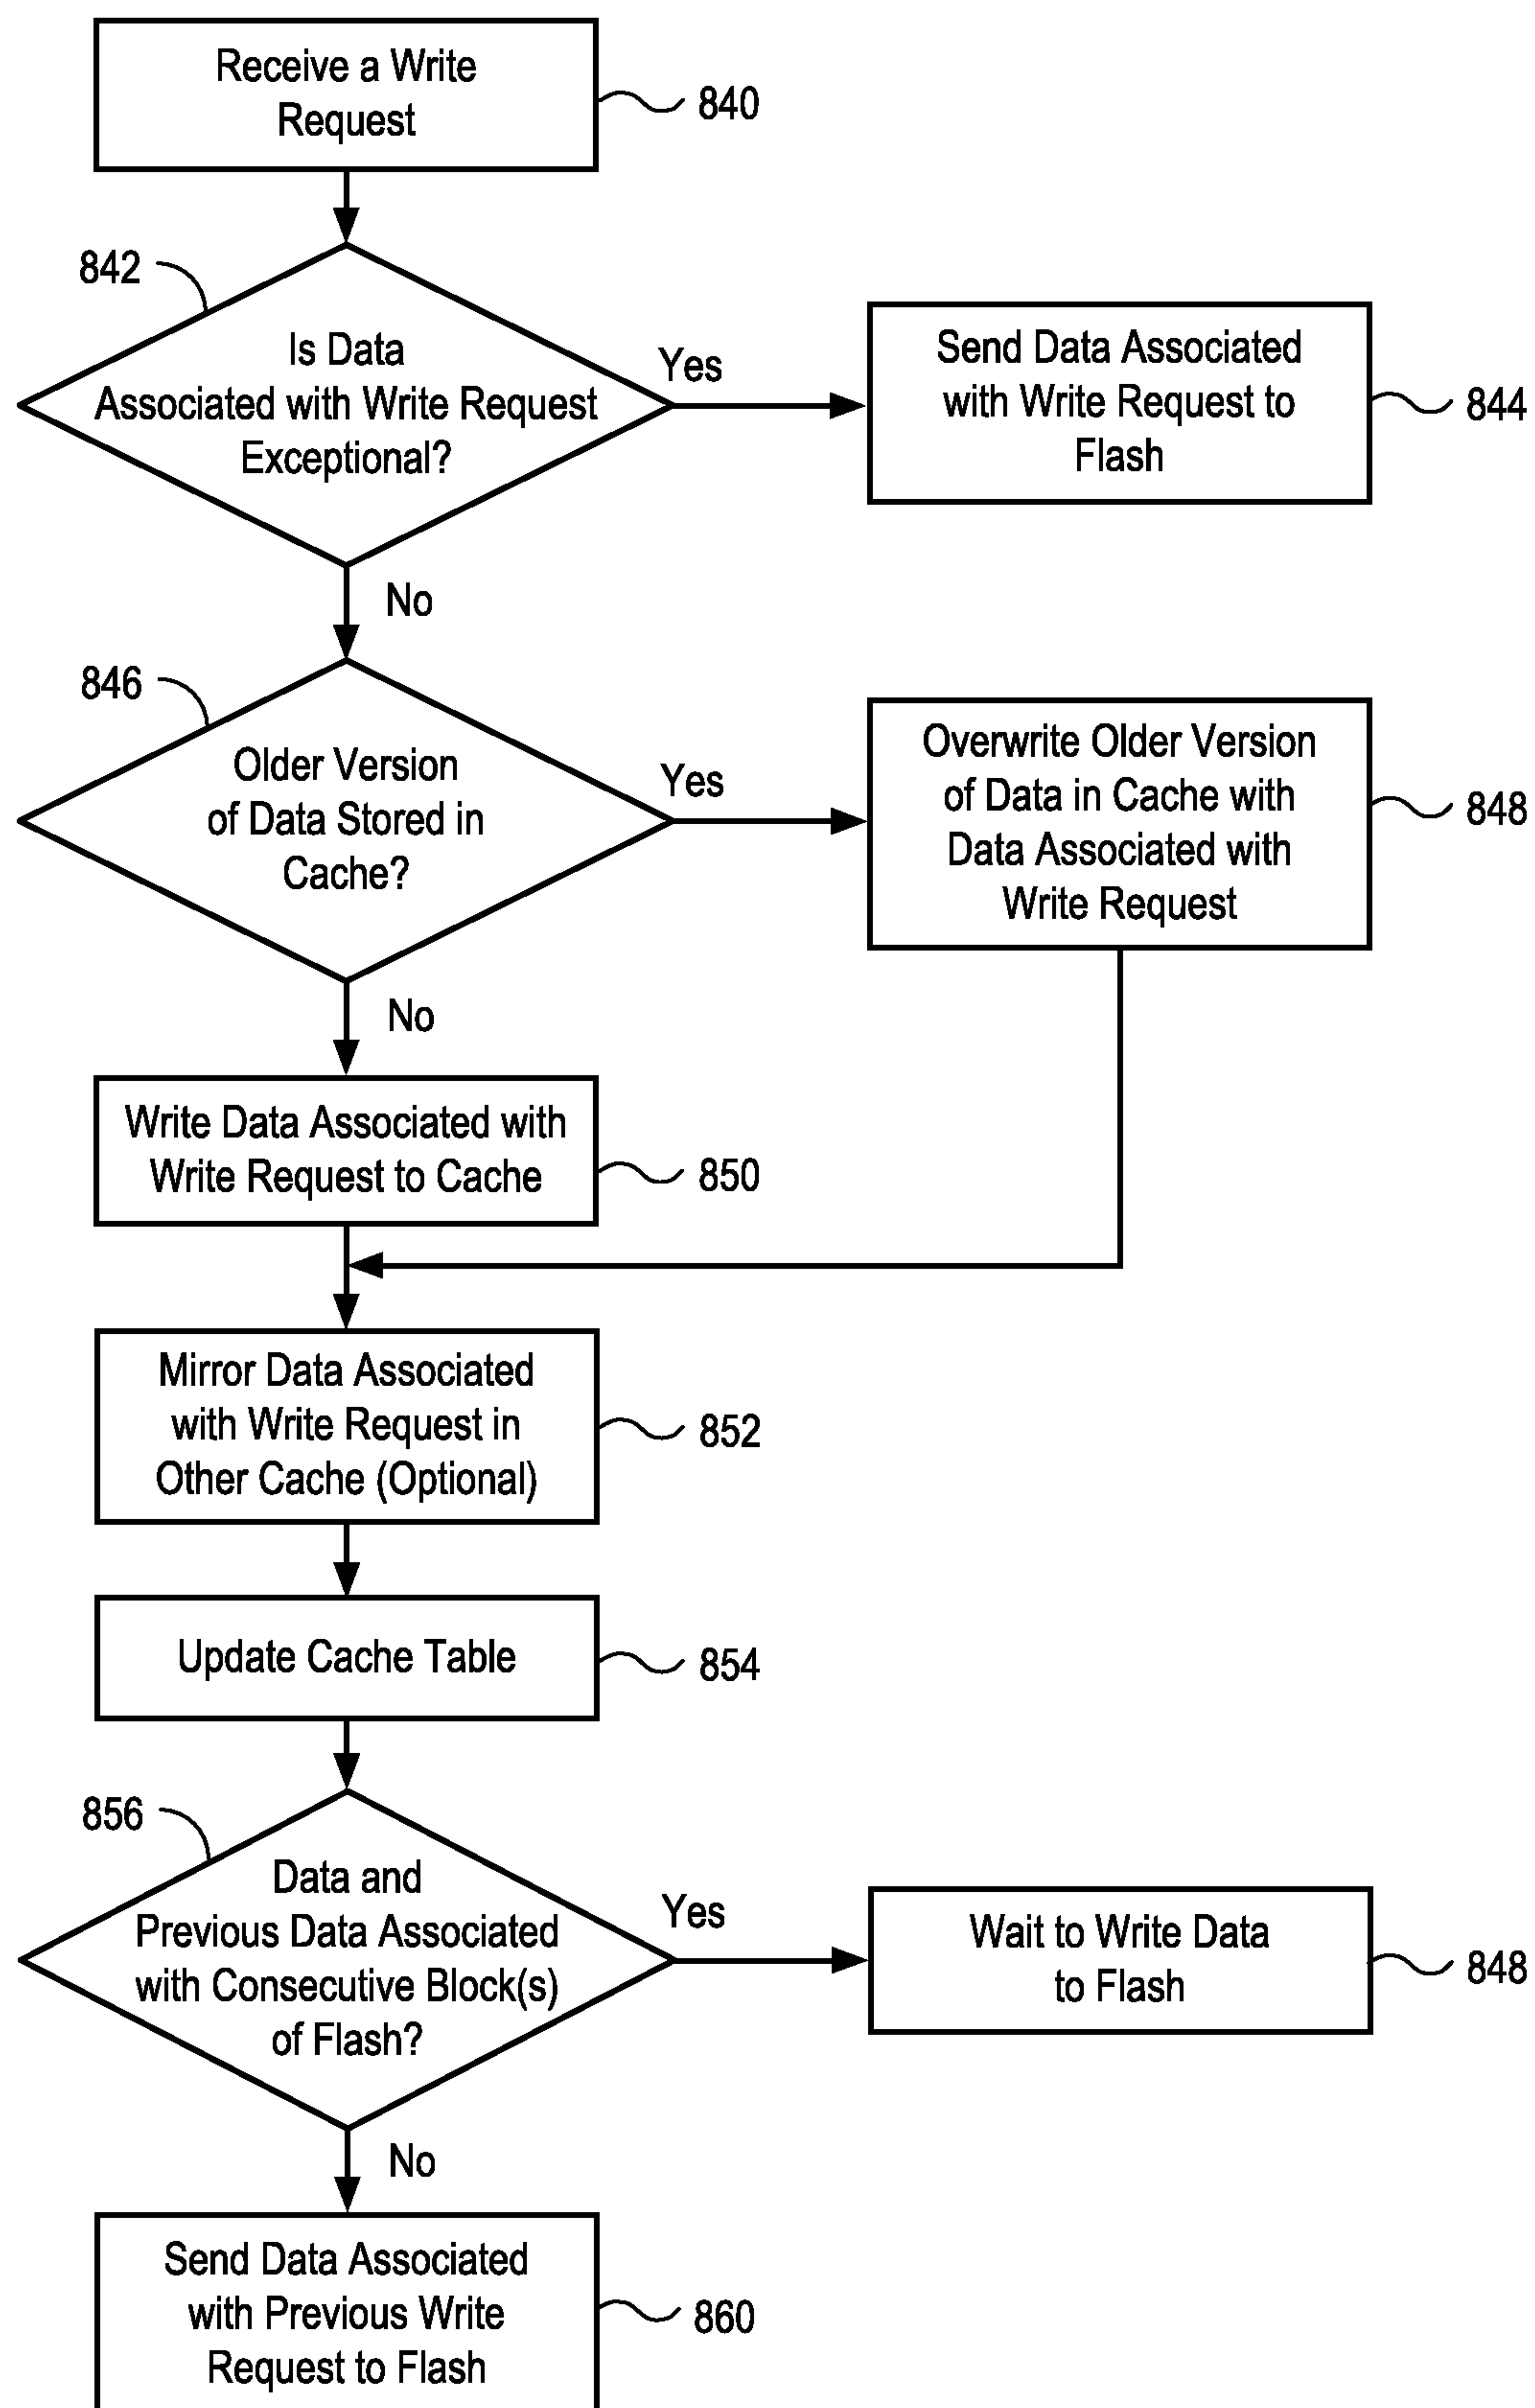 Receive a Write
Request
840
842
Is Data
Associated with Write Request
Exceptional?
Yes
Send Data Associated
with Write Request to
Flash
844
No
846
Older Version
of Data Stored in
Cache?
Yes
Overwrite Older Version
of Data in Cache with
Data Associated with
Write Request
848
No
Write Data Associated with
Write Request to Cache
850
Mirror Data Associated
with Write Request in
Other Cache (Optional)
852
Update Cache Table
854
856
Data and
Previous Data Associated
with Consecutive Block(s)
of Flash?
Yes
Wait to Write Data
to Flash
848
No
Send Data Associated
with Previous Write
Request to Flash
860